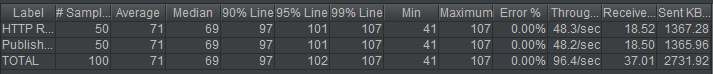 Label # Sampl... Average Median 90% Line 95% Line 99% Line Min Maximum Error % Throug... Receive... Sent KB...
HTTP R... 50 71 69 97 101 107 41 107 0.00% 48.3/sec 18.52 1367.28
Publish... 50 71 69 97 101 107 41 107 0.00% 48.2/sec 18.50 1365.96
TOTAL 100 71 69 97 102 107 41 107 0.00% 96.4/sec 37.01 2731.92